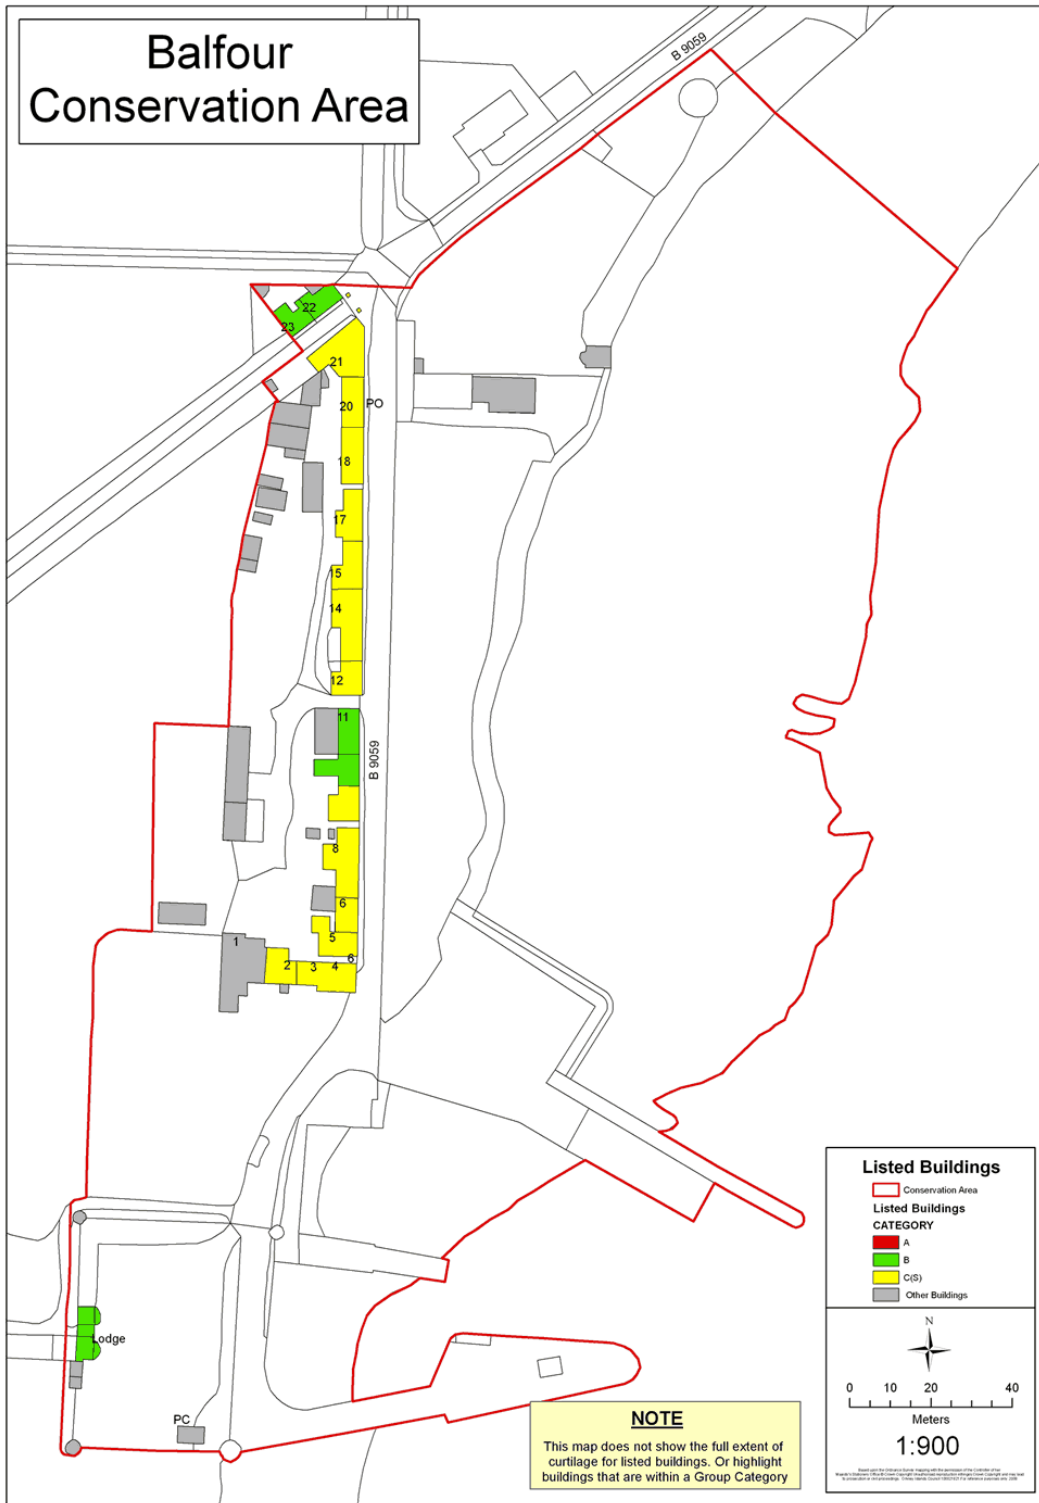 Balfour
Conservation Area
B 9059
22
23
21
20
PO
18
17
15
14
12
11
B 9059
8
6
5
6
1
2
3
4
Lodge
PC
Listed Buildings
Conservation Area
Listed Buildings
CATEGORY
A
B
C(S)
Other Buildings
N
0 10 20 40
Meters
1:900
NOTE
This map does not show the full extent of
curtilage for listed buildings. Or highlight
buildings that are within a Group Category